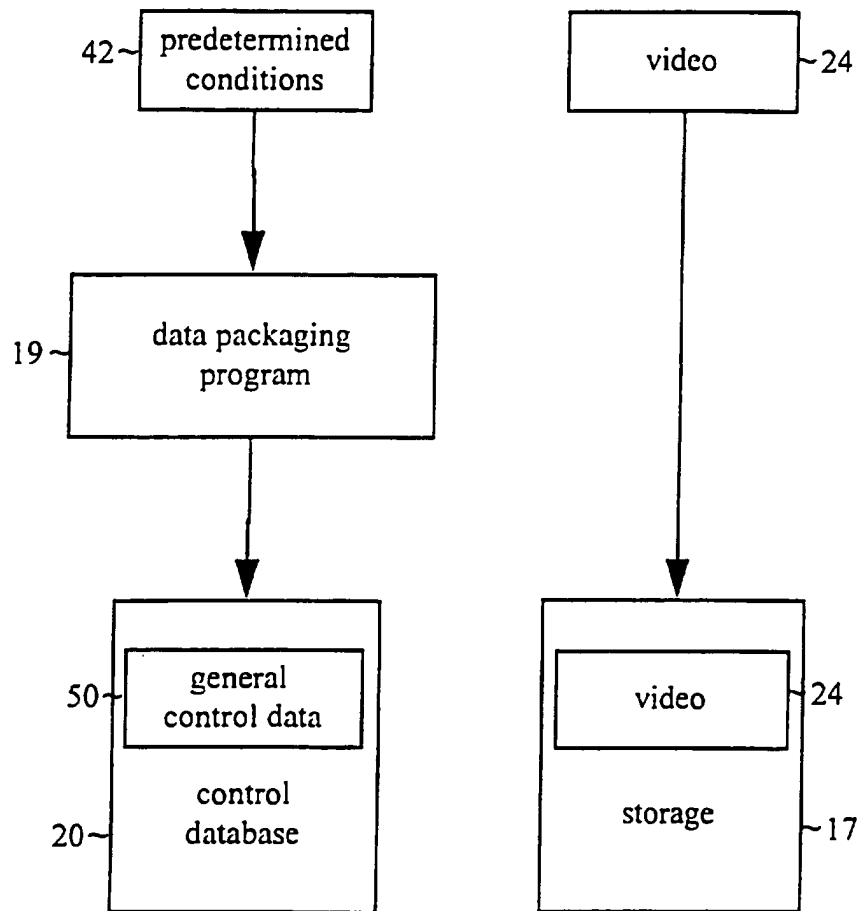 42
predetermined
conditions
video
24
19
data packaging
program
50
general
control data
video
24
control
database
20
storage
17